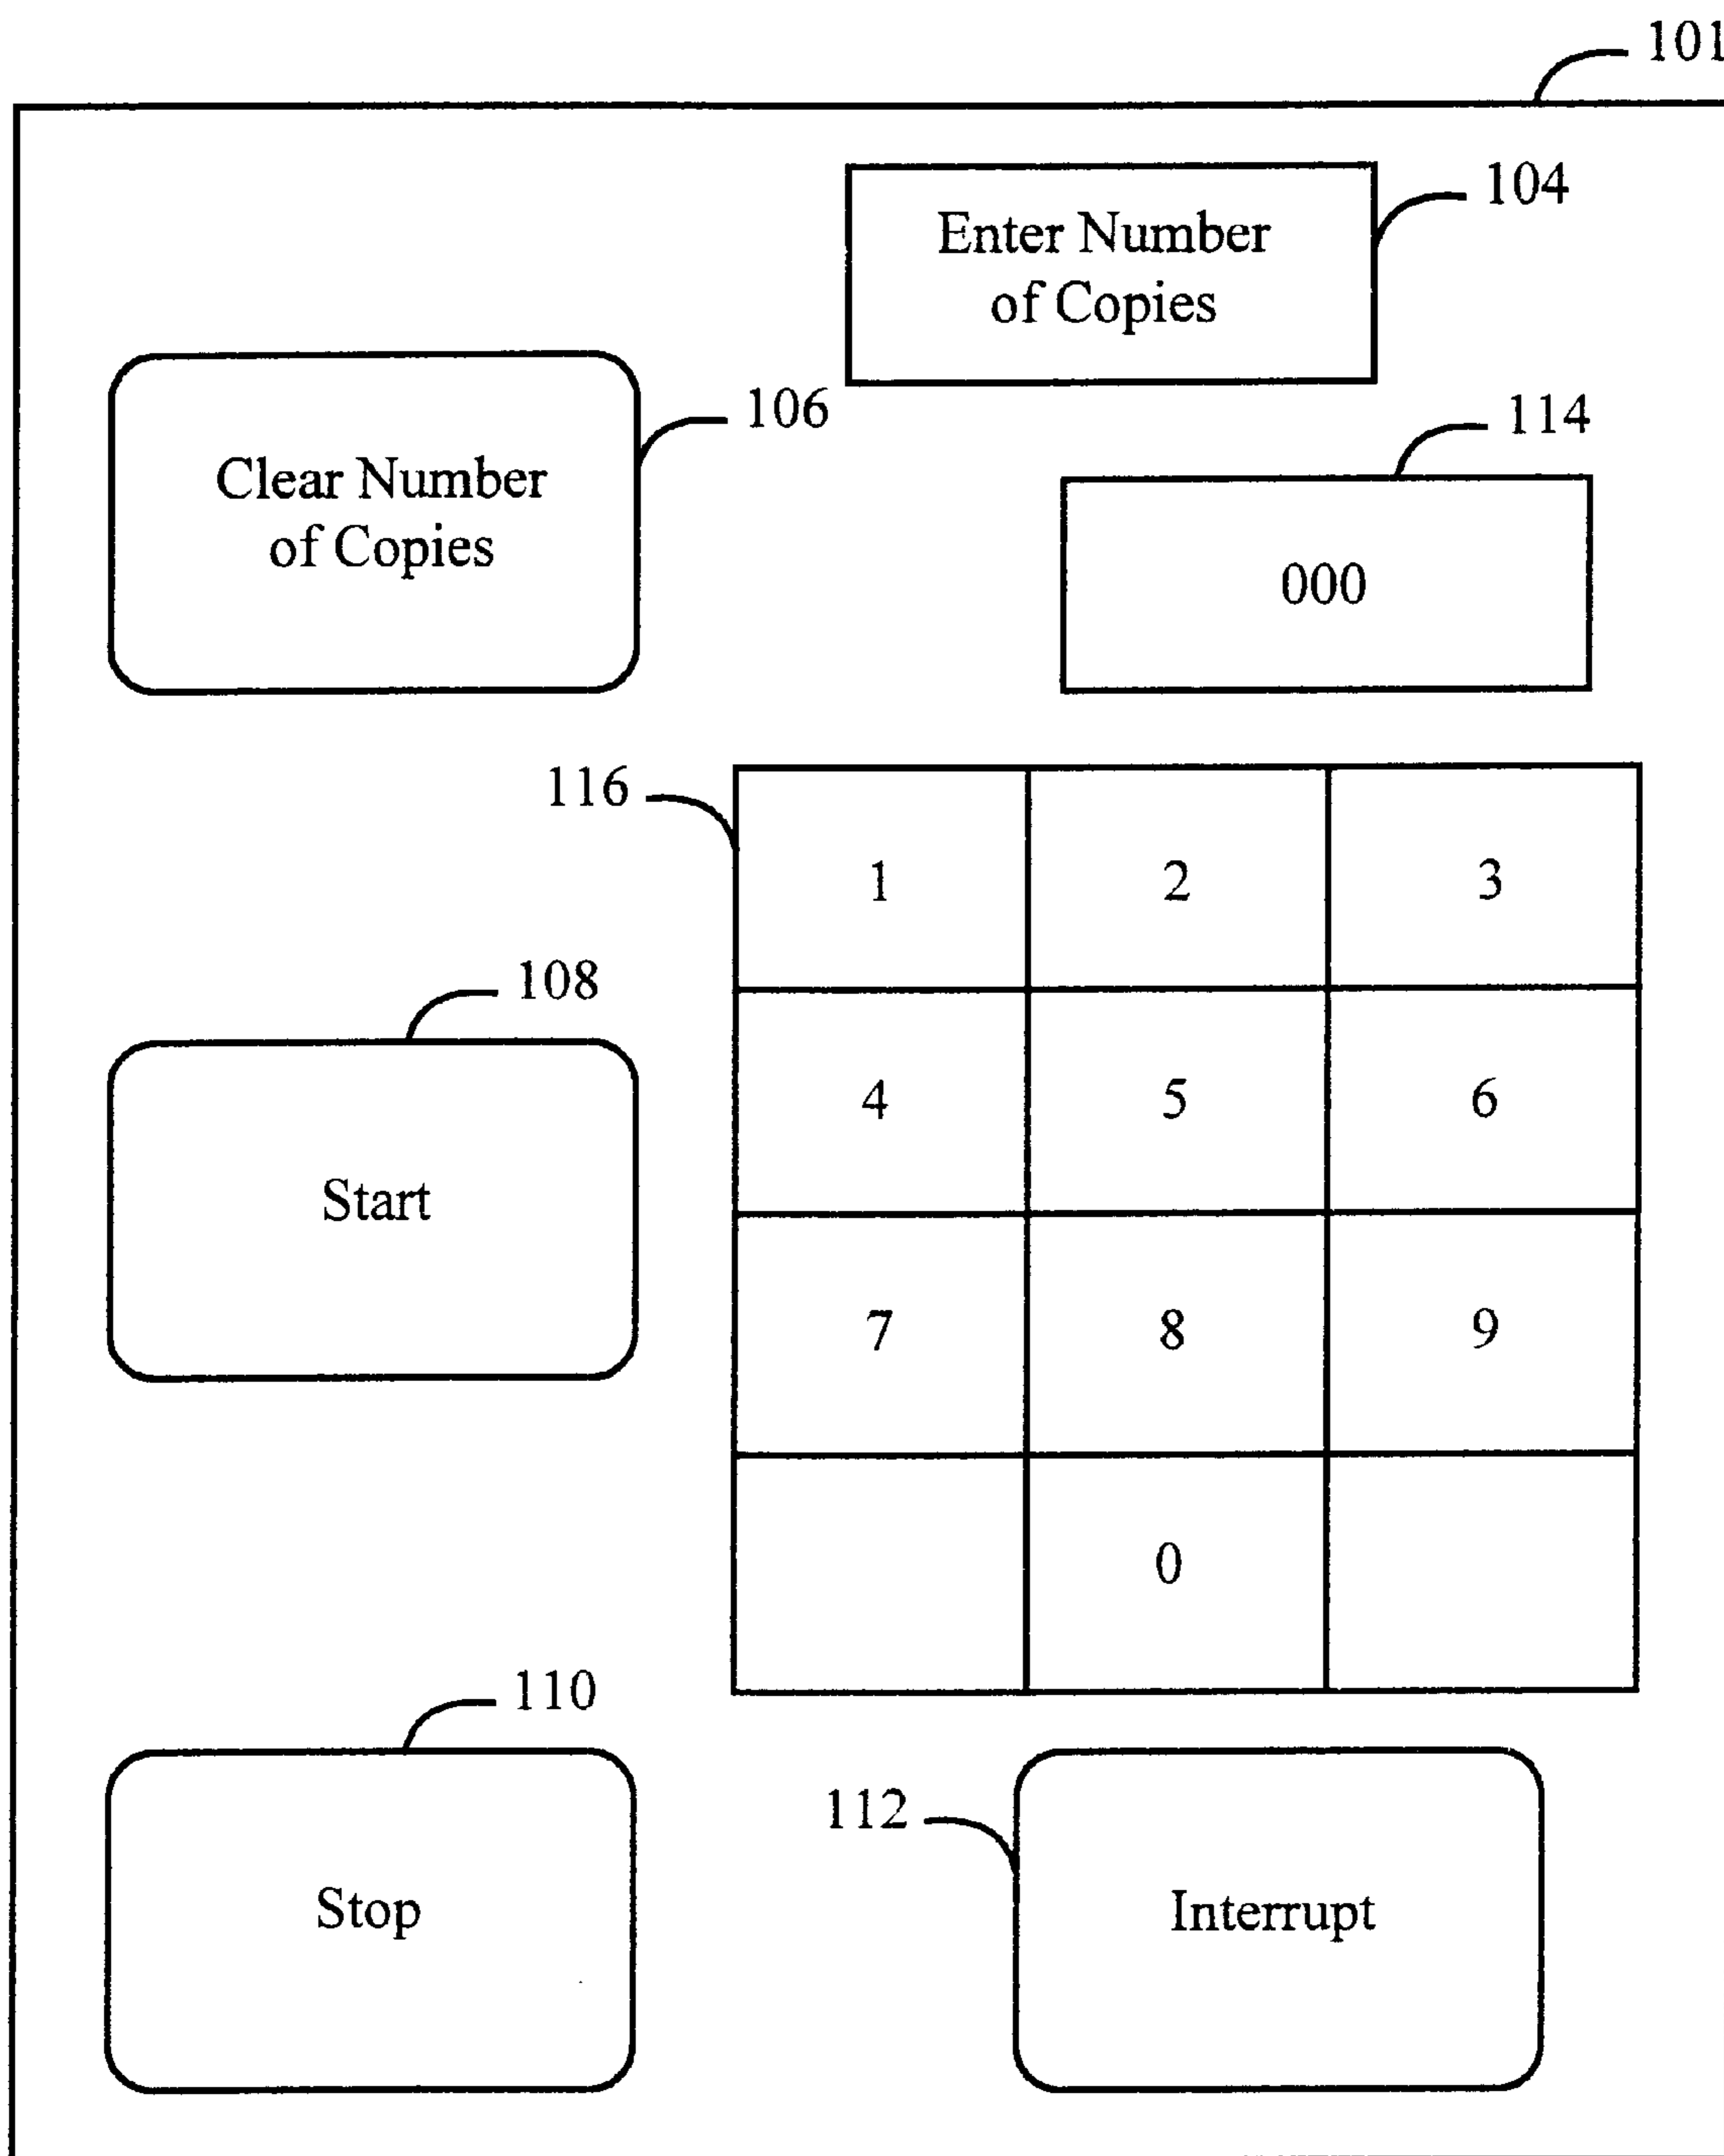 101
Enter Number
of Copies
104
Clear Number
of Copies
106
114
000
116
1 2 3
108
4 5 6
Start
7 8 9
0
110
Stop
112
Interrupt